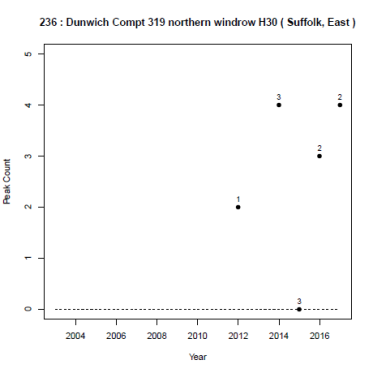 236 : Dunwich Compt 319 northern windrow H30 ( Suffolk, East )
5
4
3
2
1
0
Peak Count
3
2
2
1
3
2004 2006 2008 2010 2012 2014 2016
Year